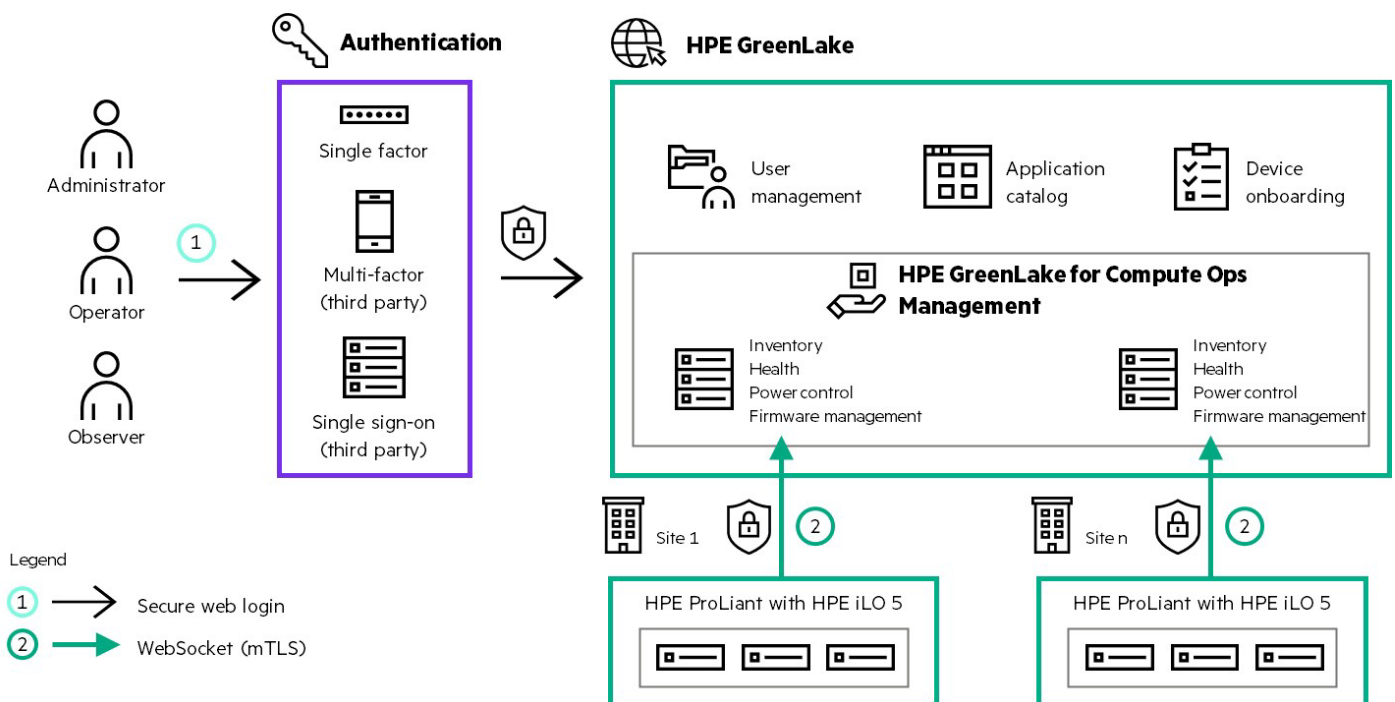 Authentication
HPE GreenLake
Administrator
Operator
Observer
1
Single factor
Multi-factor
(third party)
Single sign-on
(third party)
User
management
Application
catalog
Device
onboarding
HPE GreenLake for Compute Ops
Management
Inventory
Health
Power control
Firmware management
Inventory
Health
Power control
Firmware management
Site 1
2
Site n
2
HPE ProLiant with HPE iLO 5
HPE ProLiant with HPE iLO 5
Legend
1 Secure web login
2 WebSocket (mTLS)